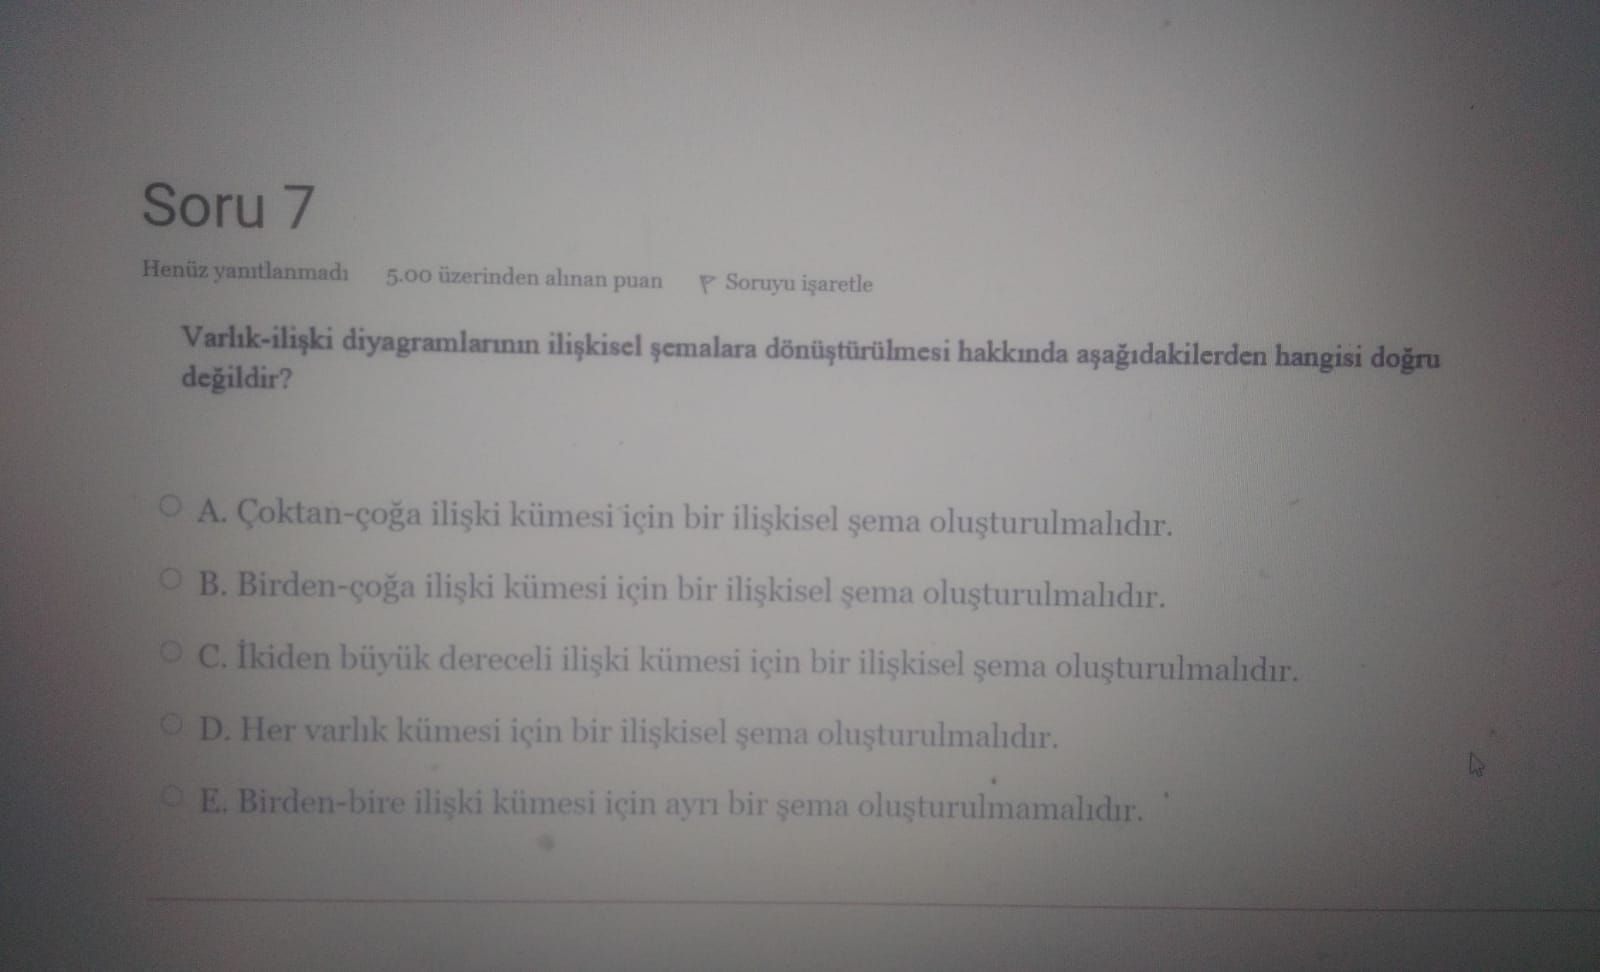 Soru 7
Henüz yanıtlanmadı 5.00 üzerinden alınan puan Soruyu işaretle
Varlık-ilişki diyagramlarının ilişkisel şemalara dönüştürülmesi hakkında aşağıdakilerden hangisi doğru
değildir?
A. Çoktan-çoğa ilişki kümesi için bir ilişkisel şema oluşturulmalıdır.
B. Birden-çoğa ilişki kümesi için bir ilişkisel şema oluşturulmalıdır.
C. İkiden büyük dereceli ilişki kümesi için bir ilişkisel şema oluşturulmalıdır.
D. Her varlık kümesi için bir ilişkisel şema oluşturulmalıdır.
E. Birden-bire ilişki kümesi için ayrı bir şema oluşturulmamalıdır.